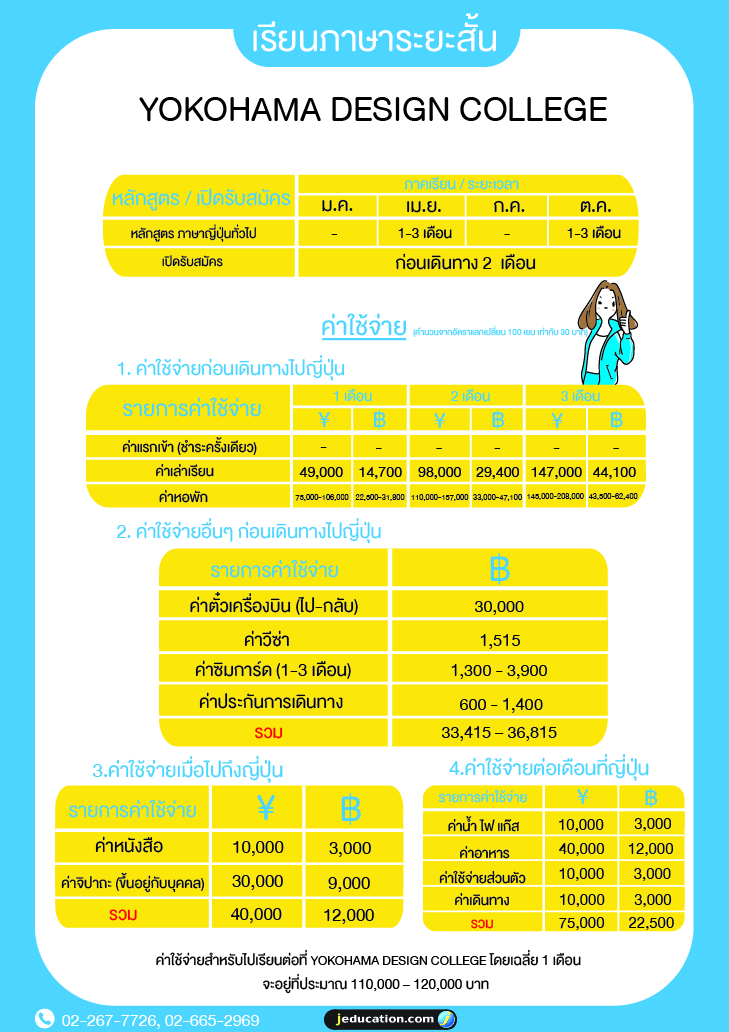 เรียนภาษาระยะสั้น
YOKOHAMA DESIGN COLLEGE
หลักสูตร / เปิดรับสมัคร ภาคเรียน / ระยะเวลา
ม.ค. เม.ย. ก.ค. ต.ค.
หลักสูตร ภาษาญี่ปุ่นทั่วไป - 1-3 เดือน - 1-3 เดือน
เปิดรับสมัคร ก่อนเดินทาง 2 เดือน
ค่าใช้จ่าย (คำนวนจากอัตราแลกเปลี่ยน 100 เยน เท่ากับ 30 บาท)
1. ค่าใช้จ่ายก่อนเดินทางไปญี่ปุ่น
รายการค่าใช้จ่าย 1 เดือน 2 เดือน 3 เดือน
¥ ฿ ¥ ฿ ¥ ฿
ค่าแรกเข้า (ชำระครั้งเดียว) - - - - - -
ค่าเล่าเรียน 49,000 14,700 98,000 29,400 147,000 44,100
ค่าหอพัก 75,000-106,000 22,500-31,800 110,000-157,000 33,000-47,100 145,000-208,000 43,500-62,400
2. ค่าใช้จ่ายอื่นๆ ก่อนเดินทางไปญี่ปุ่น
รายการค่าใช้จ่าย ฿
ค่าตั๋วเครื่องบิน (ไป-กลับ) 30,000
ค่าวีซ่า 1,515
ค่าซิมการ์ด (1-3 เดือน) 1,300 - 3,900
ค่าประกันการเดินทาง 600 - 1,400
รวม 33,415 – 36,815
3.ค่าใช้จ่ายเมื่อไปถึงญี่ปุ่น
รายการค่าใช้จ่าย ¥ ฿
ค่าหนังสือ 10,000 3,000
ค่าจิปาถะ (ขึ้นอยู่กับบุคคล) 30,000 9,000
รวม 40,000 12,000
4.ค่าใช้จ่ายต่อเดือนที่ญี่ปุ่น
รายการค่าใช้จ่าย ¥ ฿
ค่าน้ำ ไฟ แก๊ส 10,000 3,000
ค่าอาหาร 40,000 12,000
ค่าใช้จ่ายส่วนตัว 10,000 3,000
ค่าเดินทาง 10,000 3,000
รวม 75,000 22,500
ค่าใช้จ่ายสำหรับไปเรียนต่อที่ YOKOHAMA DESIGN COLLEGE โดยเฉลี่ย 1 เดือน
จะอยู่ที่ประมาณ 110,000 – 120,000 บาท
02-267-7726, 02-665-2969
jeducation.com